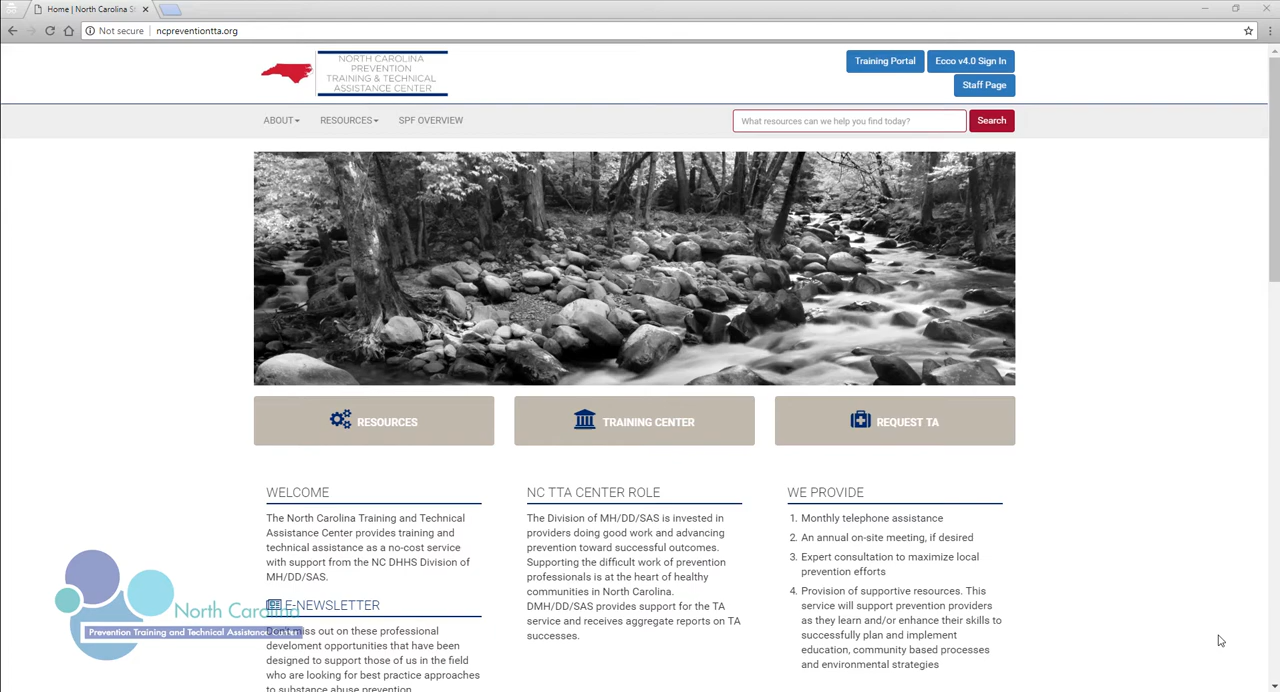 Home | North Carolina St
Not secure | ncpreventiontta.org
NORTH CAROLINA
PREVENTION
TRAINING & TECHNICAL
ASSISTANCE CENTER
Training Portal
Ecco v4.0 Sign In
Staff Page
ABOUT
RESOURCES
SPF OVERVIEW
What resources can we help you find today?
Search
RESOURCES
TRAINING CENTER
REQUEST TA
WELCOME
The North Carolina Training and Technical
Assistance Center provides training and
technical assistance as a no-cost service
with support from the NC DHHS Division of
MH/DD/SAS.
E-NEWSLETTER
Don't miss out on these professional
develoment opportunities that have been
designed to support those of us in the field
who are looking for best practice approaches
to substance abuse prevention.
NC TTA CENTER ROLE
The Division of MH/DD/SAS is invested in
providers doing good work and advancing
prevention toward successful outcomes.
Supporting the difficult work of prevention
professionals is at the heart of healthy
communities in North Carolina.
DMH/DD/SAS provides support for the TA
service and receives aggregate reports on TA
successes.
WE PROVIDE
1. Monthly telephone assistance
2. An annual on-site meeting, if desired
3. Expert consultation to maximize local
prevention efforts
4. Provision of supportive resources. This
service will support prevention providers
as they learn and/or enhance their skills to
successfully plan and implement
education, community based processes
and environmental strategies
North Carolina
Prevention Training and Technical Assistance Center